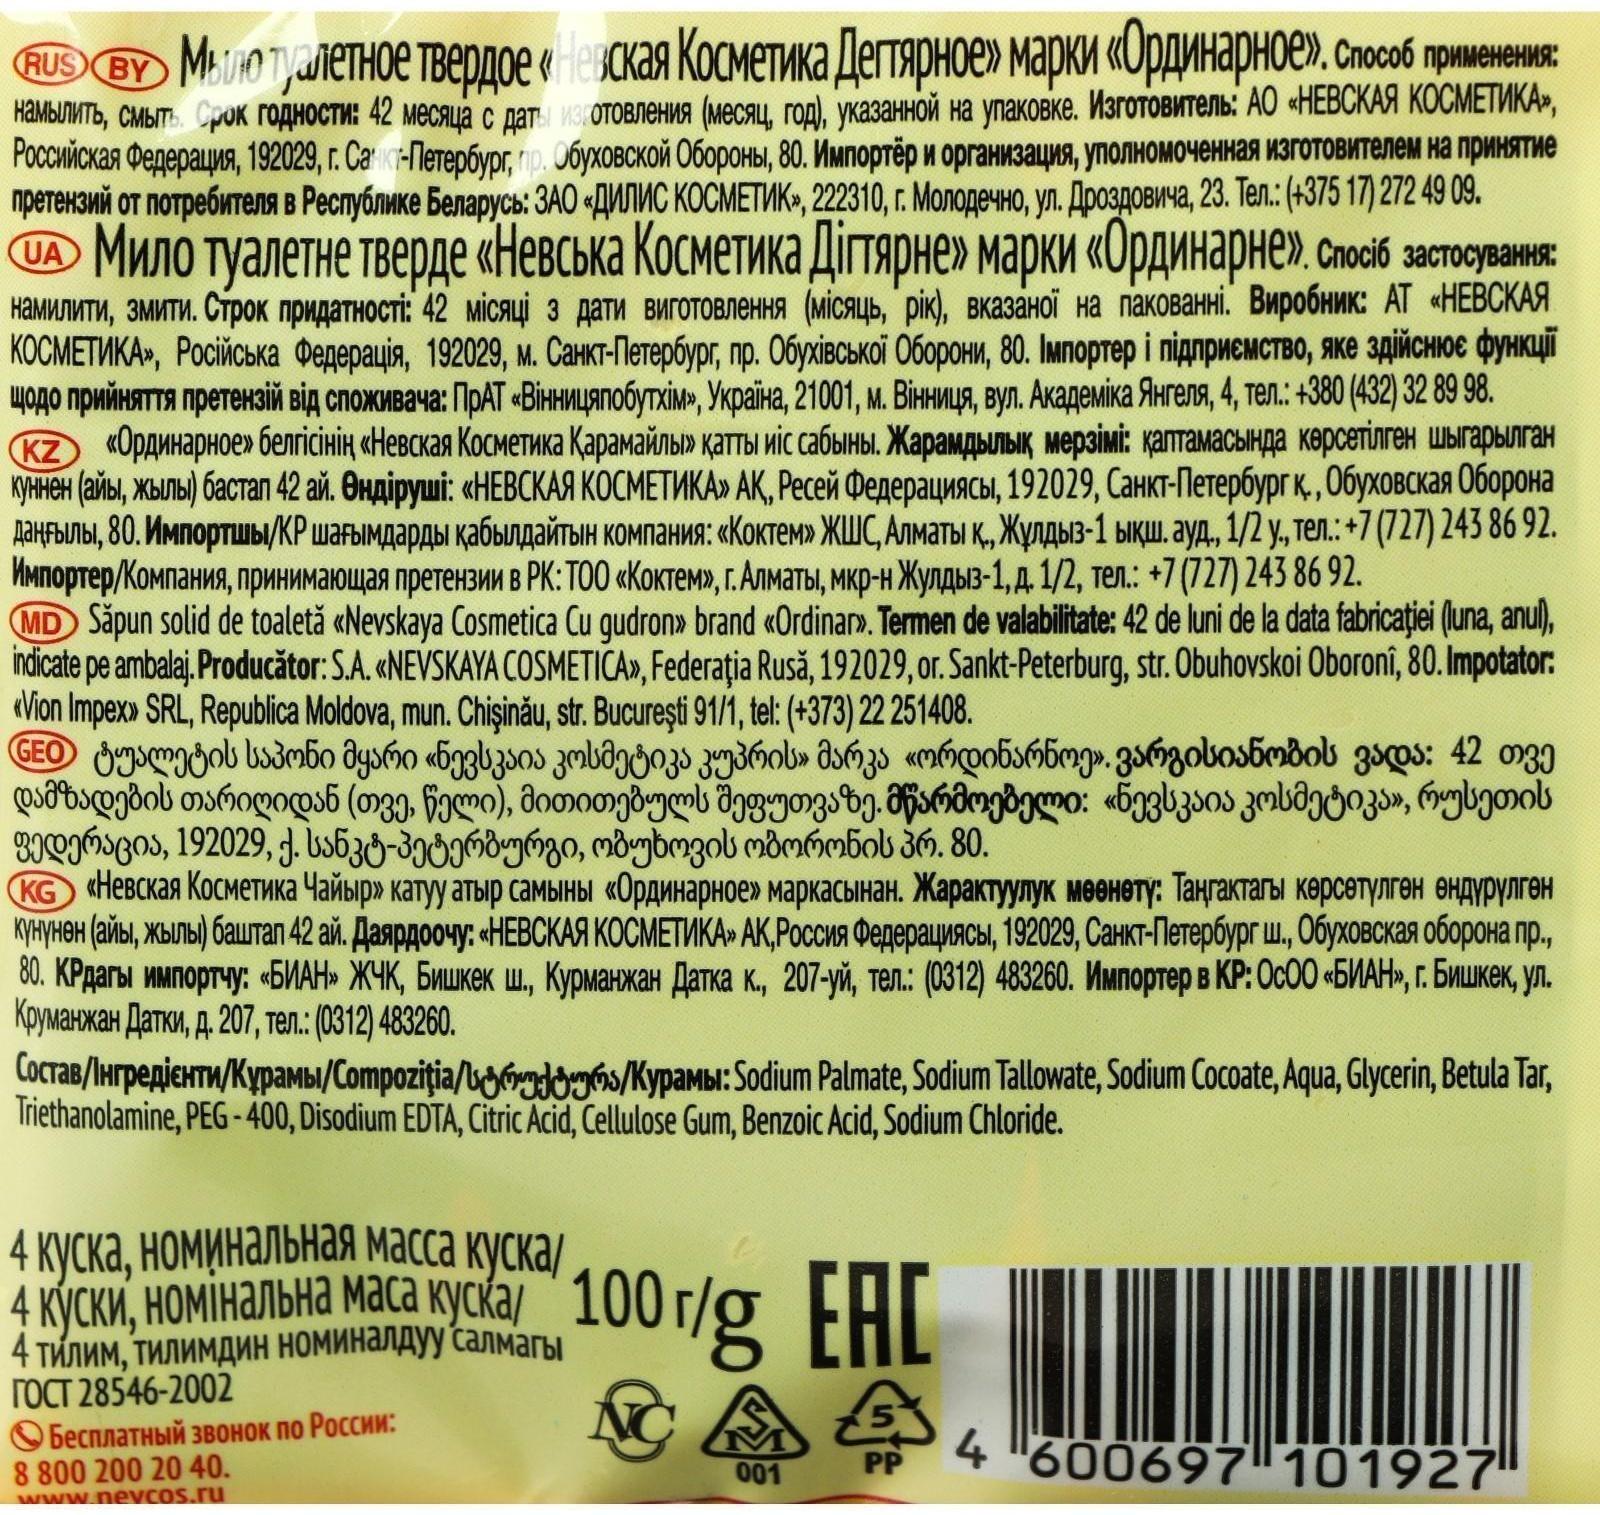 RUS BY Мыло туалетное твердое «Невская Косметика Дегтярное» марки «Ординарное». Способ применения:
намылить, смыть. Срок годности: 42 месяца с даты изготовления (месяц, год), указанной на упаковке. Изготовитель: АО «НЕВСКАЯ КОСМЕТИКА»,
Российская Федерация, 192029, г. Санкт-Петербург, пр. Обуховской Обороны, 80. Импортёр и организация, уполномоченная изготовителем на принятие
претензий от потребителя в Республике Беларусь: ЗАО «ДИЛИС КОСМЕТИК», 222310, г. Молодечно, ул. Дроздовича, 23. Тел.: (+375 17) 272 49 09.
UA Мило туалетне тверде «Невська Косметика Дігтярне» марки «Ординарне». Спосіб застосування:
намилити, змити. Строк придатності: 42 місяці з дати виготовлення (місяць, рік), вказаної на пакованні. Виробник: АТ «НЕВСКАЯ
КОСМЕТИКА», Російська Федерація, 192029, м. Санкт-Петербург, пр. Обухівської Оборони, 80. Імпортер і підприємство, яке здійснює функції
щодо прийняття претензій від споживача: ПрАТ «Вінницяпобутхім», Україна, 21001, м. Вінниця, вул. Академіка Янгеля, 4, тел.: +380 (432) 32 89 98.
KZ «Ординарное» белгісінің «Невская Косметика Қарамайлы» қатты иіс сабыны. Жарамдылық мерзімі: қаптамасында көрсетілген шығарылған
күннен (айы, жылы) бастап 42 ай. Өндіруші: «НЕВСКАЯ КОСМЕТИКА» АҚ, Ресей Федерациясы, 192029, Санкт-Петербург қ., Обуховская Оборона
даңғылы, 80. Импортшы/ҚР шағымдарды қабылдайтын компания: «Коктем» ЖШС, Алматы қ., Жұлдыз-1 ықш. ауд., 1/2 у., тел.: +7 (727) 243 86 92.
Импортер/Компания, принимающая претензии в РК: ТОО «Коктем», г. Алматы, мкр-н Жулдыз-1, д. 1/2, тел.: +7 (727) 243 86 92.
MD Săpun solid de toaletă «Nevskaya Cosmetica Cu gudron» brand «Ordinar». Termen de valabilitate: 42 de luni de la data fabricației (luna, anul),
indicate pe ambalaj. Producător: S.A. «NEVSKAYA COSMETICA», Federația Rusă, 192029, or. Sankt-Peterburg, str. Obuhovskoi Oboronî, 80. Impotator:
«Vion Impex» SRL, Republica Moldova, mun. Chișinău, str. București 91/1, tel: (+373) 22 251408.
GEO ტუალეტის საპონი მყარი «ნევსკაია კოსმეტიკა კუპრის» მარკა «ორდინარნოე». ვარგისიანობის ვადა: 42 თვე
დამზადების თარიღიდან (თვე, წელი), მითითებულს შეფუთვაზე. მწარმოებელი: «ნევსკაია კოსმეტიკა», რუსეთის
ფედერაცია, 192029, ქ. სანკტ-პეტერბურგი, ობუხოვის ობორონის პრ. 80.
KG «Невская Косметика Чайыр» катуу атыр самыны «Ординарное» маркасынан. Жарактуулук мөөнөтү: Таңгактагы көрсөтүлгөн өндүрүлгөн
күнүнөн (айы, жылы) баштап 42 ай. Даярдоочу: «НЕВСКАЯ КОСМЕТИКА» АК, Россия Федерациясы, 192029, Санкт-Петербург ш., Обуховская оборона пр.,
80. КРдагы импортчу: «БИАН» ЖЧК, Бишкек ш., Курманжан Датка к., 207-уй, тел.: (0312) 483260. Импортер в КР: ОсОО «БИАН», г. Бишкек, ул.
Круманжан Датки, д. 207, тел.: (0312) 483260.
Состав/Інгредієнти/Құрамы/Compoziția/სტრუქტურა/Курамы: Sodium Palmate, Sodium Tallowate, Sodium Cocoate, Aqua, Glycerin, Betula Tar,
Triethanolamine, PEG - 400, Disodium EDTA, Citric Acid, Cellulose Gum, Benzoic Acid, Sodium Chloride.
4 куска, номинальная масса куска/
4 куски, номінальна маса куска/
4 тилим, тилимдин номиналдуу салмагы
100 г/g
EAC
ГОСТ 28546-2002
Бесплатный звонок по России:
8 800 200 20 40.
www.nevcos.ru
NC
SM
001
5
PP
4 600697 101927